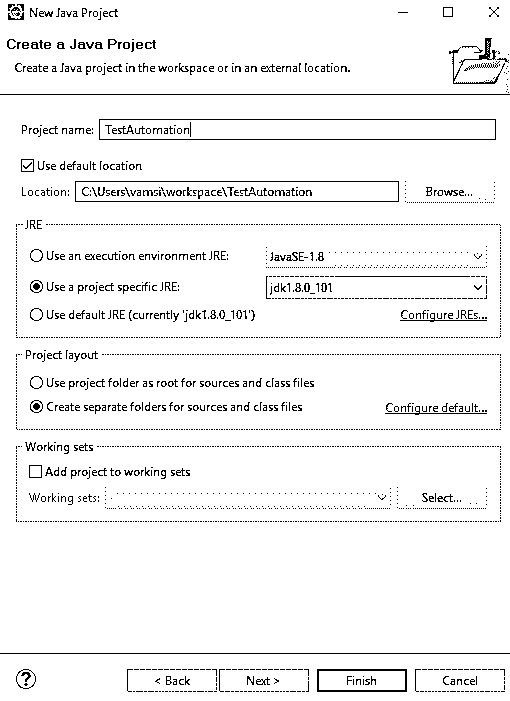 New Java Project
Create a Java Project
Create a Java project in the workspace or in an external location.
Project name: TestAutomation
Use default location
Location: C:\Users\vamsi\workspace\TestAutomation Browse...
JRE
Use an execution environment JRE: JavaSE-1.8
Use a project specific JRE: jdk1.8.0_101
Use default JRE (currently 'jdk1.8.0_101') Configure JREs...
Project layout
Use project folder as root for sources and class files
Create separate folders for sources and class files Configure default...
Working sets
Add project to working sets
Working sets: Select...
? < Back Next > Finish Cancel